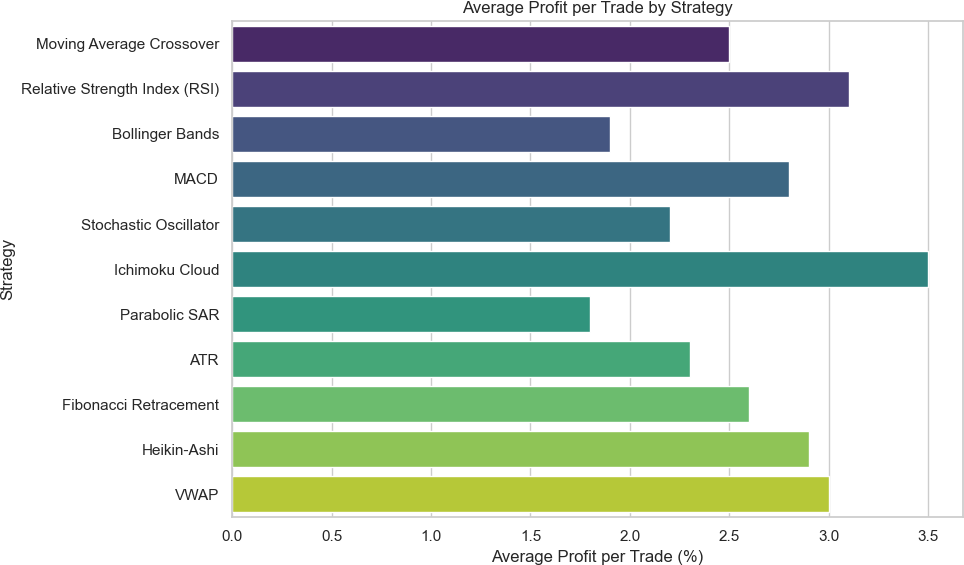 Average Profit per Trade by Strategy
Moving Average Crossover
Relative Strength Index (RSI)
Bollinger Bands
MACD
Stochastic Oscillator
Ichimoku Cloud
Parabolic SAR
ATR
Fibonacci Retracement
Heikin-Ashi
VWAP
Strategy
0.0 0.5 1.0 1.5 2.0 2.5 3.0 3.5
Average Profit per Trade (%)